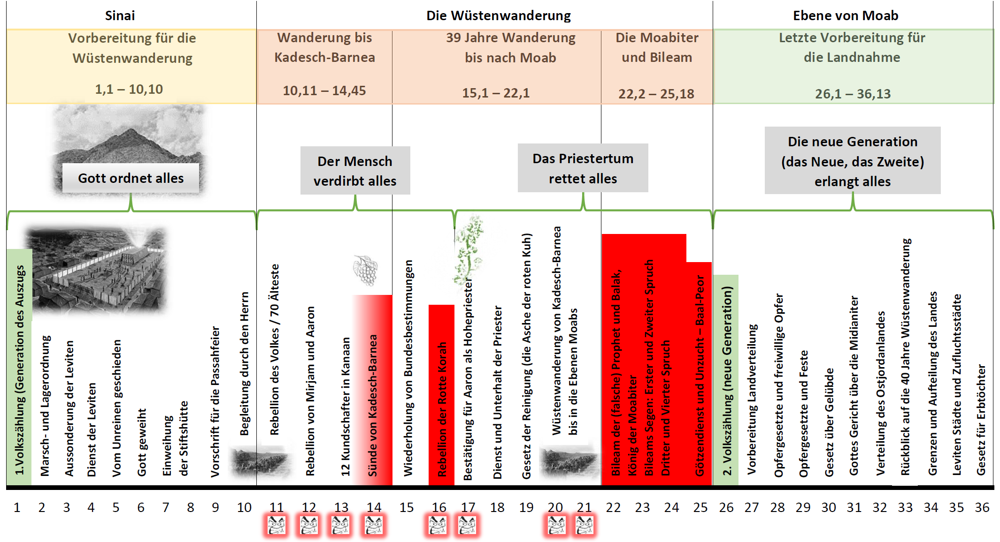 Sinai
Die Wüstenwanderung
Ebene von Moab
Vorbereitung für die
Wüstenwanderung
1,1 – 10,10
Wanderung bis
Kadesch-Barnea
10,11 – 14,45
39 Jahre Wanderung
bis nach Moab
15,1 – 22,1
Die Moabiter
und Bileam
22,2 – 25,18
Letzte Vorbereitung für
die Landnahme
26,1 – 36,13
Gott ordnet alles
Der Mensch
verdirbt alles
Das Priestertum
rettet alles
Die neue Generation
(das Neue, das Zweite)
erlangt alles
1.Volkszählung (Generation des Auszugs
Marsch- und Lagerordnung
Aussonderung der Leviten
Dienst der Leviten
Vom Unreinen geschieden
Gott geweiht
Einweihung
der Stiftshütte
Vorschrift für die Passahfeier
Begleitung durch den Herrn
Rebellion des Volkes / 70 Älteste
Rebellion von Mirjam und Aaron
12 Kundschafter in Kanaan
Sünde von Kadesch-Barnea
Wiederholung von Bundesbestimmungen
Rebellion der Rotte Korah
Bestätigung für Aaron als Hohepriester
Dienst und Unterhalt der Priester
Gesetz der Reinigung (die Asche der roten Kuh)
Wüstenwanderung von Kadesch-Barnea
bis in die Ebenen Moabs
Bileam der (falsche) Prophet und Balak,
König der Moabiter
Bileams Segen: Erster und Zweiter Spruch
Dritter und Vierter Spruch
Götzendienst und Unzucht – Baal-Peor
2. Volkszählung (neue Generation)
Vorbereitung Landverteilung
Opfergesetze und freiwillige Opfer
Opfergesetze und Feste
Gesetz über Gelübde
Gottes Gericht über die Midianiter
Verteilung des Ostjordanlandes
Rückblick auf die 40 Jahre Wüstenwanderung
Grenzen und Aufteilung des Landes
Leviten Städte und Zufluchtsstädte
Gesetz für Erbtöchter
1 2 3 4 5 6 7 8 9 10 11 12 13 14 15 16 17 18 19 20 21 22 23 24 25 26 27 28 29 30 31 32 33 34 35 36